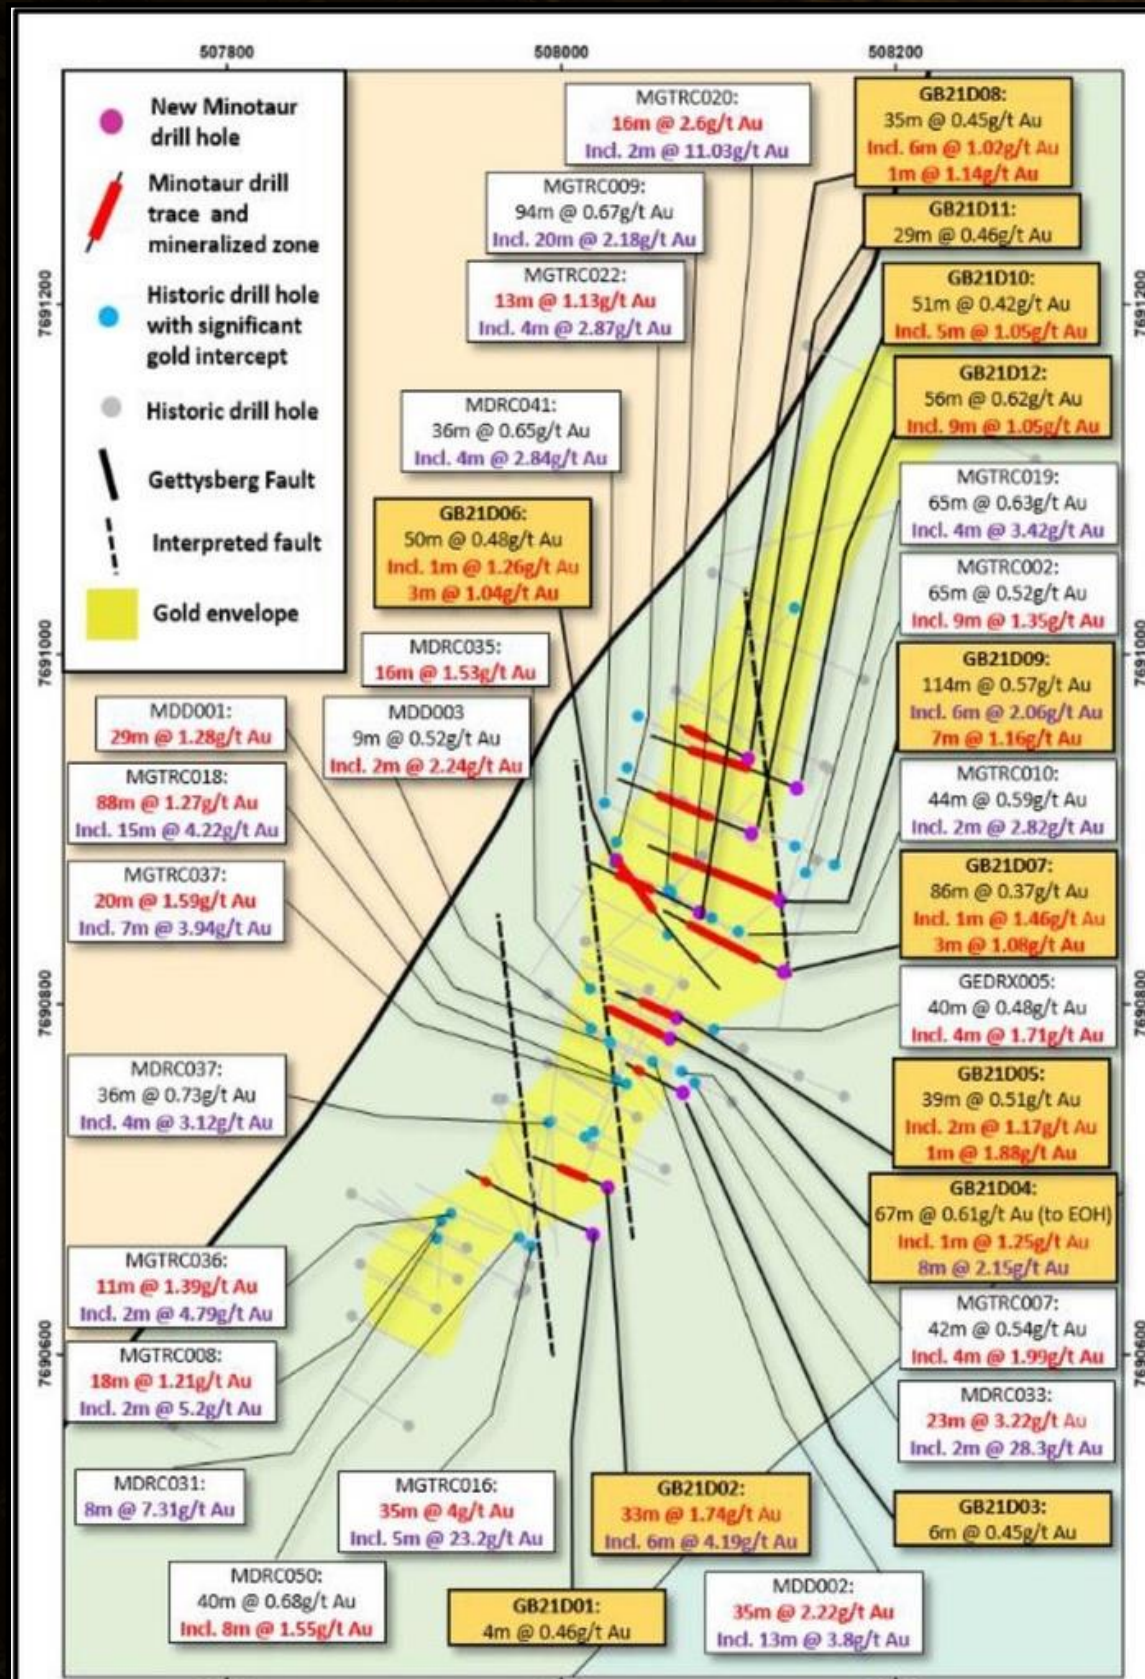 507800
508000
508200
7691200
7691000
7690800
7690600
7691200
7691000
7690800
7690600
New Minotaur
drill hole
Minotaur drill
trace and
mineralized zone
Historic drill hole
with significant
gold intercept
Historic drill hole
Gettysberg Fault
Interpreted fault
Gold envelope
MGTRC020:
16m @ 2.6g/t Au
Incl. 2m @ 11.03g/t Au
MGTRC009:
94m @ 0.67g/t Au
Incl. 20m @ 2.18g/t Au
MGTRC022:
13m @ 1.13g/t Au
Incl. 4m @ 2.87g/t Au
MDRC041:
36m @ 0.65g/t Au
Incl. 4m @ 2.84g/t Au
GB21D06:
50m @ 0.48g/t Au
Incl. 1m @ 1.26g/t Au
3m @ 1.04g/t Au
MDRC035:
16m @ 1.53g/t Au
MDD003
9m @ 0.52g/t Au
Incl. 2m @ 2.24g/t Au
MDD001:
29m @ 1.28g/t Au
MGTRC018:
88m @ 1.27g/t Au
Incl. 15m @ 4.22g/t Au
MGTRC037:
20m @ 1.59g/t Au
Incl. 7m @ 3.94g/t Au
MDRC037:
36m @ 0.73g/t Au
Incl. 4m @ 3.12g/t Au
MGTRC036:
11m @ 1.39g/t Au
Incl. 2m @ 4.79g/t Au
MGTRC008:
18m @ 1.21g/t Au
Incl. 2m @ 5.2g/t Au
MDRC031:
8m @ 7.31g/t Au
MDRC050:
40m @ 0.68g/t Au
Incl. 8m @ 1.55g/t Au
MGTRC016:
35m @ 4g/t Au
Incl. 5m @ 23.2g/t Au
GB21D01:
4m @ 0.46g/t Au
GB21D02:
33m @ 1.74g/t Au
Incl. 6m @ 4.19g/t Au
MDD002:
35m @ 2.22g/t Au
Incl. 13m @ 3.8g/t Au
GB21D08:
35m @ 0.45g/t Au
Incl. 6m @ 1.02g/t Au
1m @ 1.14g/t Au
GB21D11:
29m @ 0.46g/t Au
GB21D10:
51m @ 0.42g/t Au
Incl. 5m @ 1.05g/t Au
GB21D12:
56m @ 0.62g/t Au
Incl. 9m @ 1.05g/t Au
MGTRC019:
65m @ 0.63g/t Au
Incl. 4m @ 3.42g/t Au
MGTRC002:
65m @ 0.52g/t Au
Incl. 9m @ 1.35g/t Au
GB21D09:
114m @ 0.57g/t Au
Incl. 6m @ 2.06g/t Au
7m @ 1.16g/t Au
MGTRC010:
44m @ 0.59g/t Au
Incl. 2m @ 2.82g/t Au
GB21D07:
86m @ 0.37g/t Au
Incl. 1m @ 1.46g/t Au
3m @ 1.08g/t Au
GEDRX005:
40m @ 0.48g/t Au
Incl. 4m @ 1.71g/t Au
GB21D05:
39m @ 0.51g/t Au
Incl. 2m @ 1.17g/t Au
1m @ 1.88g/t Au
GB21D04:
67m @ 0.61g/t Au (to EOH)
Incl. 1m @ 1.25g/t Au
8m @ 2.15g/t Au
MGTRC007:
42m @ 0.54g/t Au
Incl. 4m @ 1.99g/t Au
MDRC033:
23m @ 3.22g/t Au
Incl. 2m @ 28.3g/t Au
GB21D03:
6m @ 0.45g/t Au